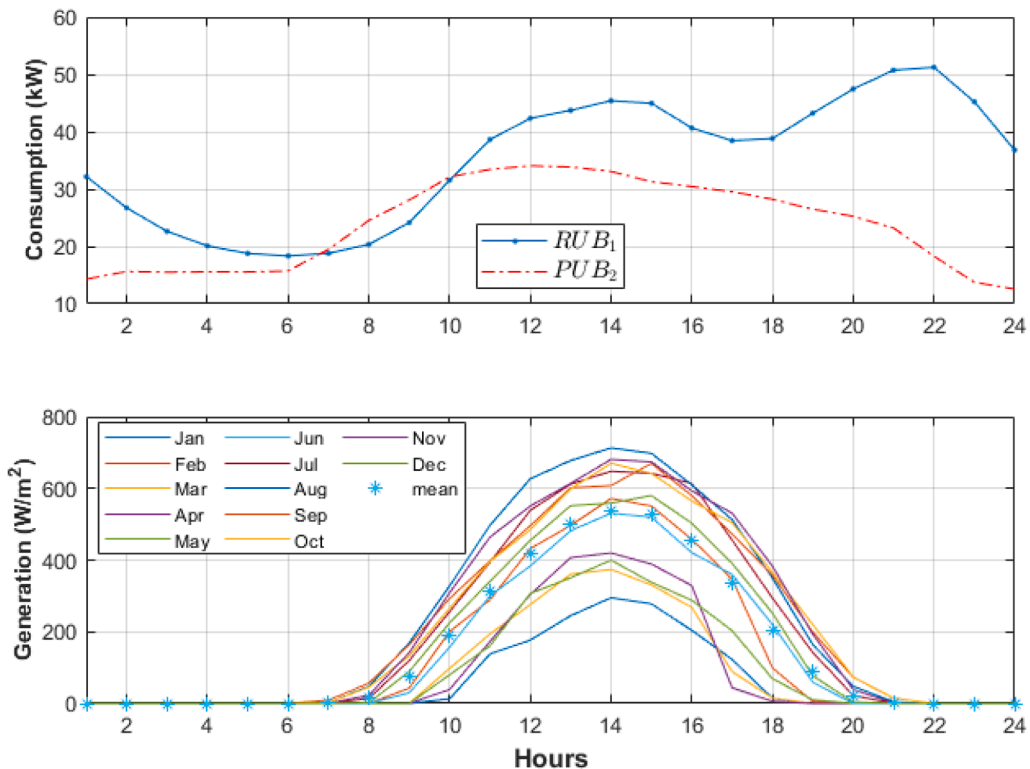 60
50
40
30
20
10
Consumption (kW)
RUB₁
PUB₂
2 4 6 8 10 12 14 16 18 20 22 24
800
600
400
200
0
Generation (W/m²)
Jan Jun Nov
Feb Jul Dec
Mar Aug mean
Apr Sep
May Oct
2 4 6 8 10 12 14 16 18 20 22 24
Hours